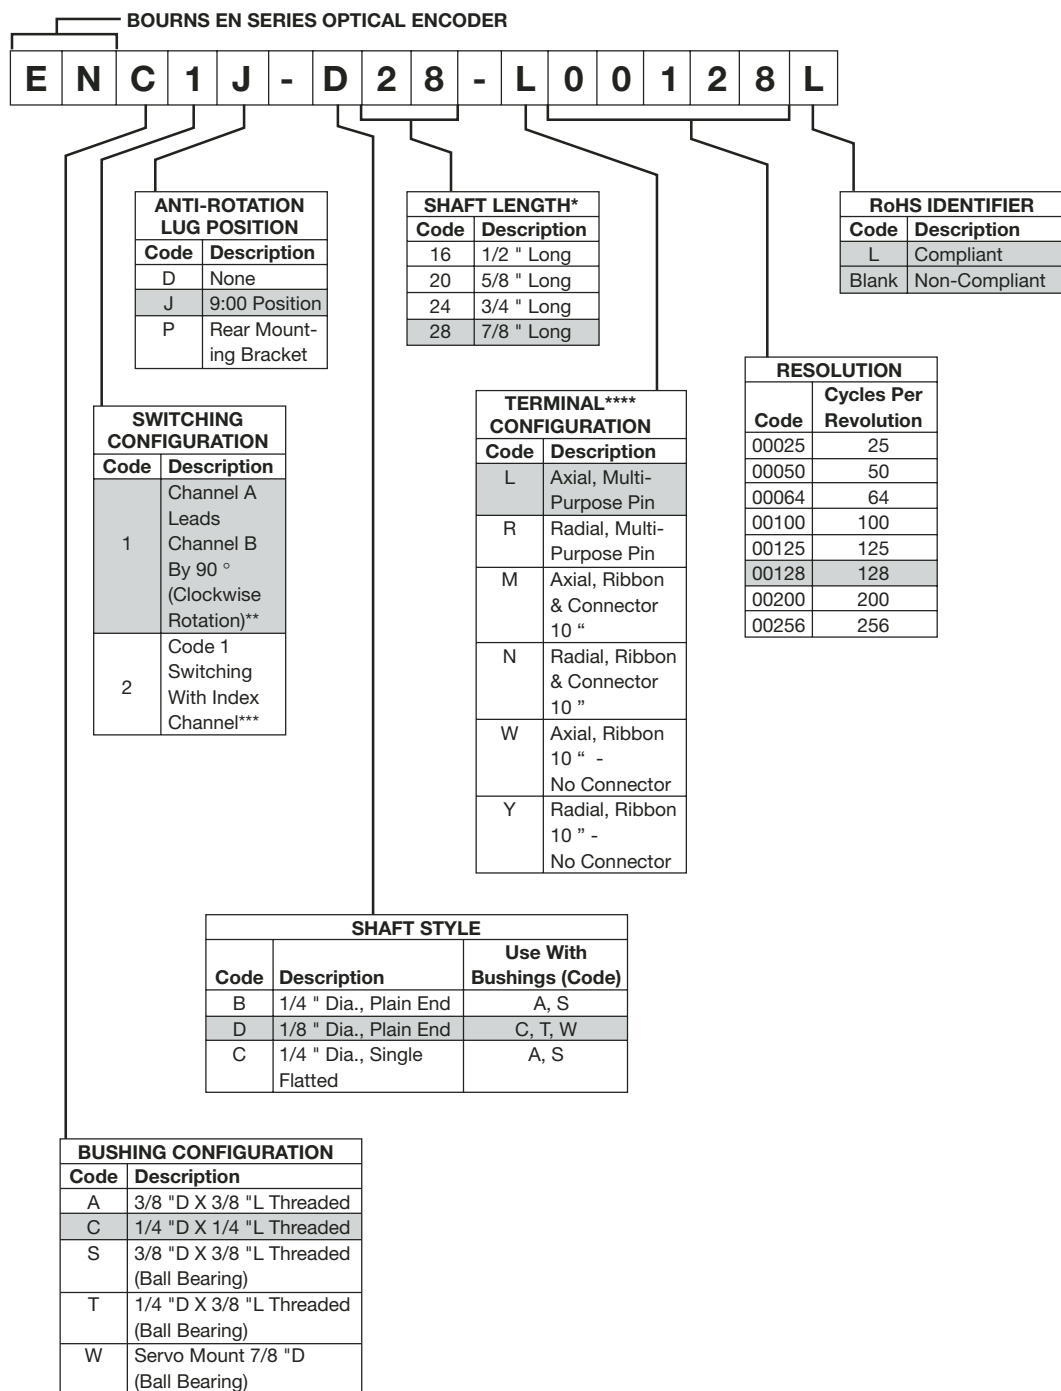 BOURNS EN SERIES OPTICAL ENCODER
E N C 1 J - D 2 8 - L 0 0 1 2 8 L
ANTI-ROTATION
LUG POSITION
Code Description
D None
J 9:00 Position
P Rear Mount-
ing Bracket
SHAFT LENGTH*
Code Description
16 1/2 " Long
20 5/8 " Long
24 3/4 " Long
28 7/8 " Long
RoHS IDENTIFIER
Code Description
L Compliant
Blank Non-Compliant
SWITCHING
CONFIGURATION
Code Description
Channel A
Leads
1 Channel B
By 90 °
(Clockwise
Rotation)**
Code 1
Switching
2 With Index
Channel***
TERMINAL****
CONFIGURATION
Code Description
L Axial, Multi-
Purpose Pin
R Radial, Multi-
Purpose Pin
M Axial, Ribbon
& Connector
10 “
N Radial, Ribbon
& Connector
10 ”
W Axial, Ribbon
10 “ -
No Connector
Y Radial, Ribbon
10 ” -
No Connector
RESOLUTION
Cycles Per
Code Revolution
00025 25
00050 50
00064 64
00100 100
00125 125
00128 128
00200 200
00256 256
SHAFT STYLE
Use With
Code Description Bushings (Code)
B 1/4 " Dia., Plain End A, S
D 1/8 " Dia., Plain End C, T, W
C 1/4 " Dia., Single A, S
Flatted
BUSHING CONFIGURATION
Code Description
A 3/8 "D X 3/8 "L Threaded
C 1/4 "D X 1/4 "L Threaded
S 3/8 "D X 3/8 "L Threaded
(Ball Bearing)
T 1/4 "D X 3/8 "L Threaded
(Ball Bearing)
W Servo Mount 7/8 "D
(Ball Bearing)